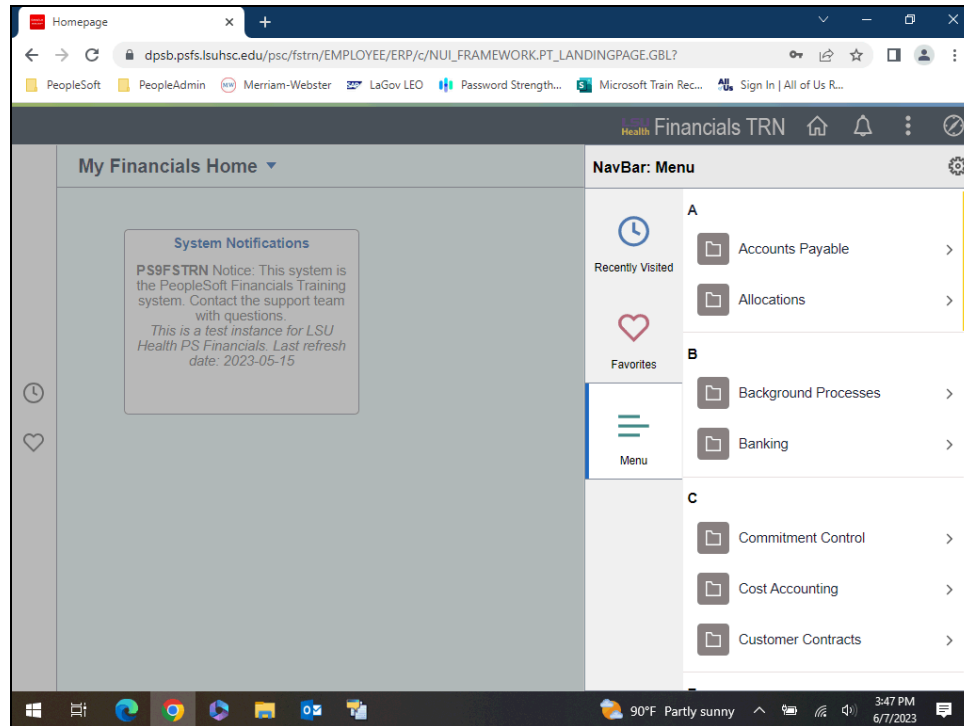 Homepage
dpsb.psfs.lsuhsc.edu/psc/fstrn/EMPLOYEE/ERP/c/NUI_FRAMEWORK.PT_LANDINGPAGE.GBL?
PeopleSoft PeopleAdmin Merriam-Webster LaGov LEO Password Strength... Microsoft Train Rec... Sign In | All of Us R...
LSU Health Financials TRN
My Financials Home
NavBar: Menu
System Notifications
PS9FSTRN Notice: This system is
the PeopleSoft Financials Training
system. Contact the support team
with questions.
This is a test instance for LSU
Health PS Financials. Last refresh
date: 2023-05-15
Recently Visited
Favorites
Menu
A
Accounts Payable
Allocations
B
Background Processes
Banking
C
Commitment Control
Cost Accounting
Customer Contracts
90°F Partly sunny
3:47 PM
6/7/2023